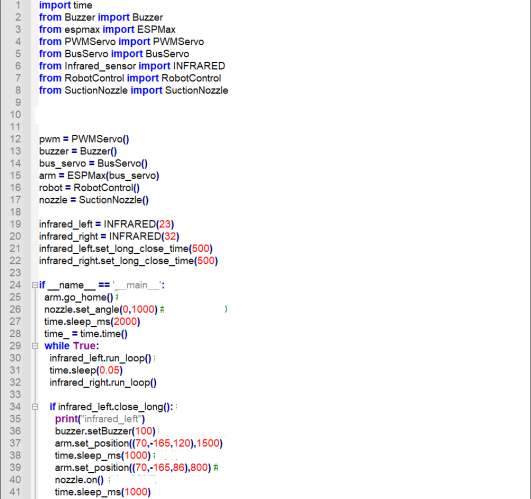 1 import time
2 from Buzzer import Buzzer
3 from espmax import ESPMax
4 from PWMServo import PWMServo
5 from BusServo import BusServo
6 from Infrared_sensor import INFRARED
7 from RobotControl import RobotControl
8 from SuctionNozzle import SuctionNozzle
9
10
11
12 pwm = PWMServo()
13 buzzer = Buzzer()
14 bus_servo = BusServo()
15 arm = ESPMax(bus_servo)
16 robot = RobotControl()
17 nozzle = SuctionNozzle()
18
19 infrared_left = INFRARED(23)
20 infrared_right = INFRARED(32)
21 infrared_left.set_long_close_time(500)
22 infrared_right.set_long_close_time(500)
23
24 if __name__ == '__main__':
25 arm.go_home() #
26 nozzle.set_angle(0,1000) # )
27 time.sleep_ms(2000)
28 time_ = time.time()
29 while True:
30 infrared_left.run_loop()
31 time.sleep(0.05)
32 infrared_right.run_loop()
33
34 if infrared_left.close_long():
35 print("infrared_left")
36 buzzer.setBuzzer(100)
37 arm.set_position((70,-165,120),1500)
38 time.sleep_ms(1000)
39 arm.set_position((70,-165,86),800) #
40 nozzle.on()
41 time.sleep_ms(1000)